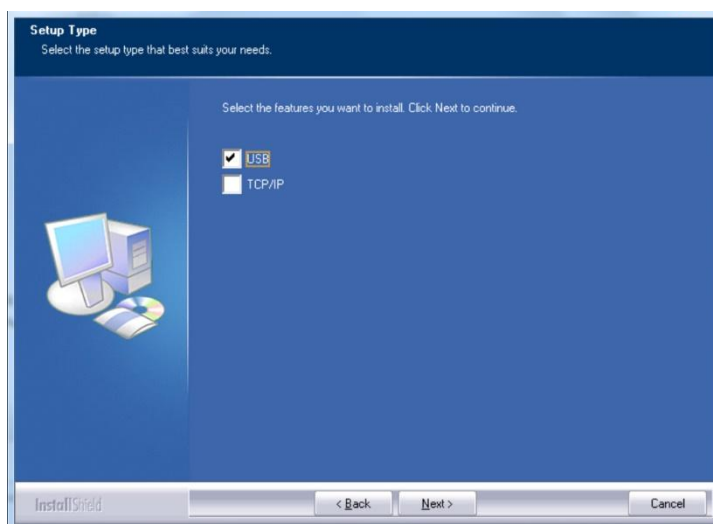 Setup Type
Select the setup type that best suits your needs.
Select the features you want to install. Click Next to continue.
USB
TCP/IP
InstallShield
< Back
Next >
Cancel